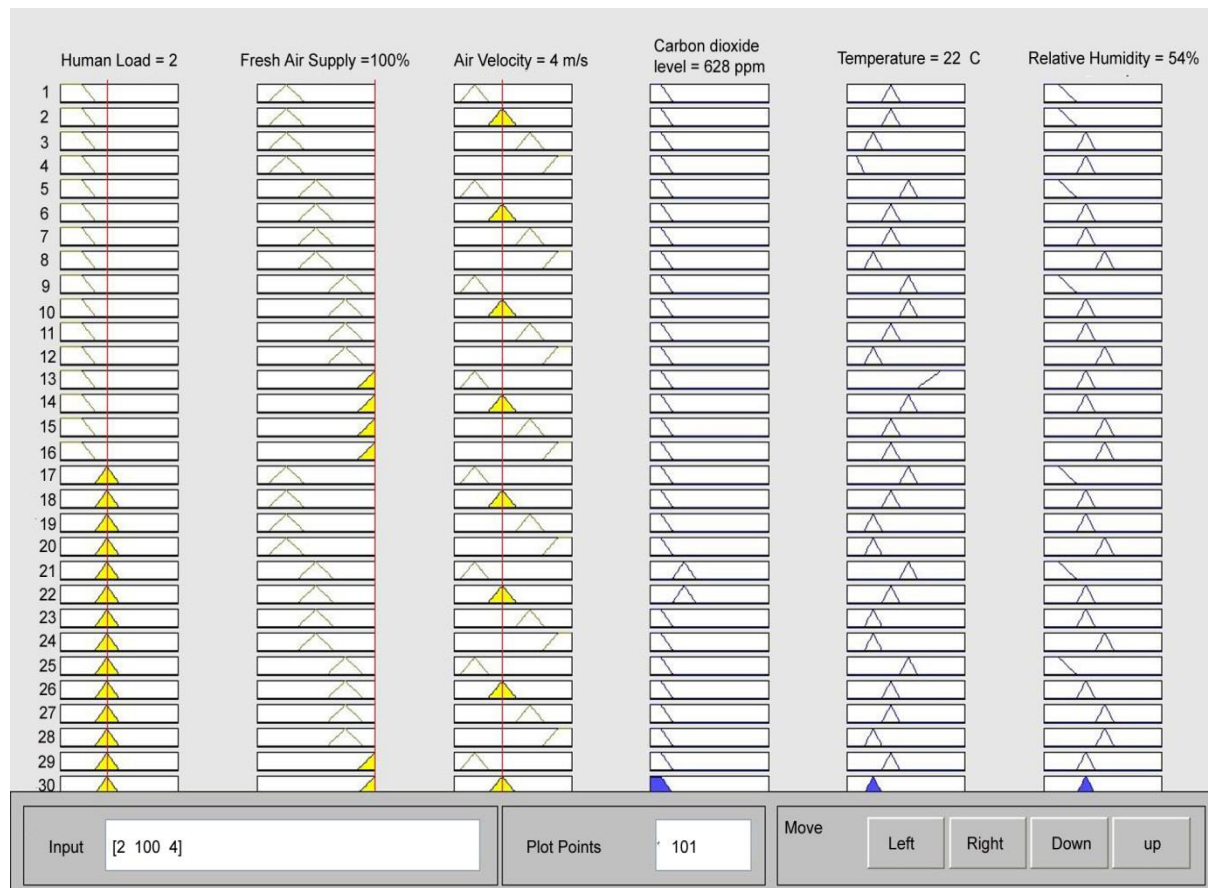 Human Load = 2
Fresh Air Supply =100%
Air Velocity = 4 m/s
Carbon dioxide
level = 628 ppm
Temperature = 22 C
Relative Humidity = 54%
1
2
3
4
5
6
7
8
9
10
11
12
13
14
15
16
17
18
19
20
21
22
23
24
25
26
27
28
29
30
Input
[2 100 4]
Plot Points
101
Move
Left
Right
Down
up